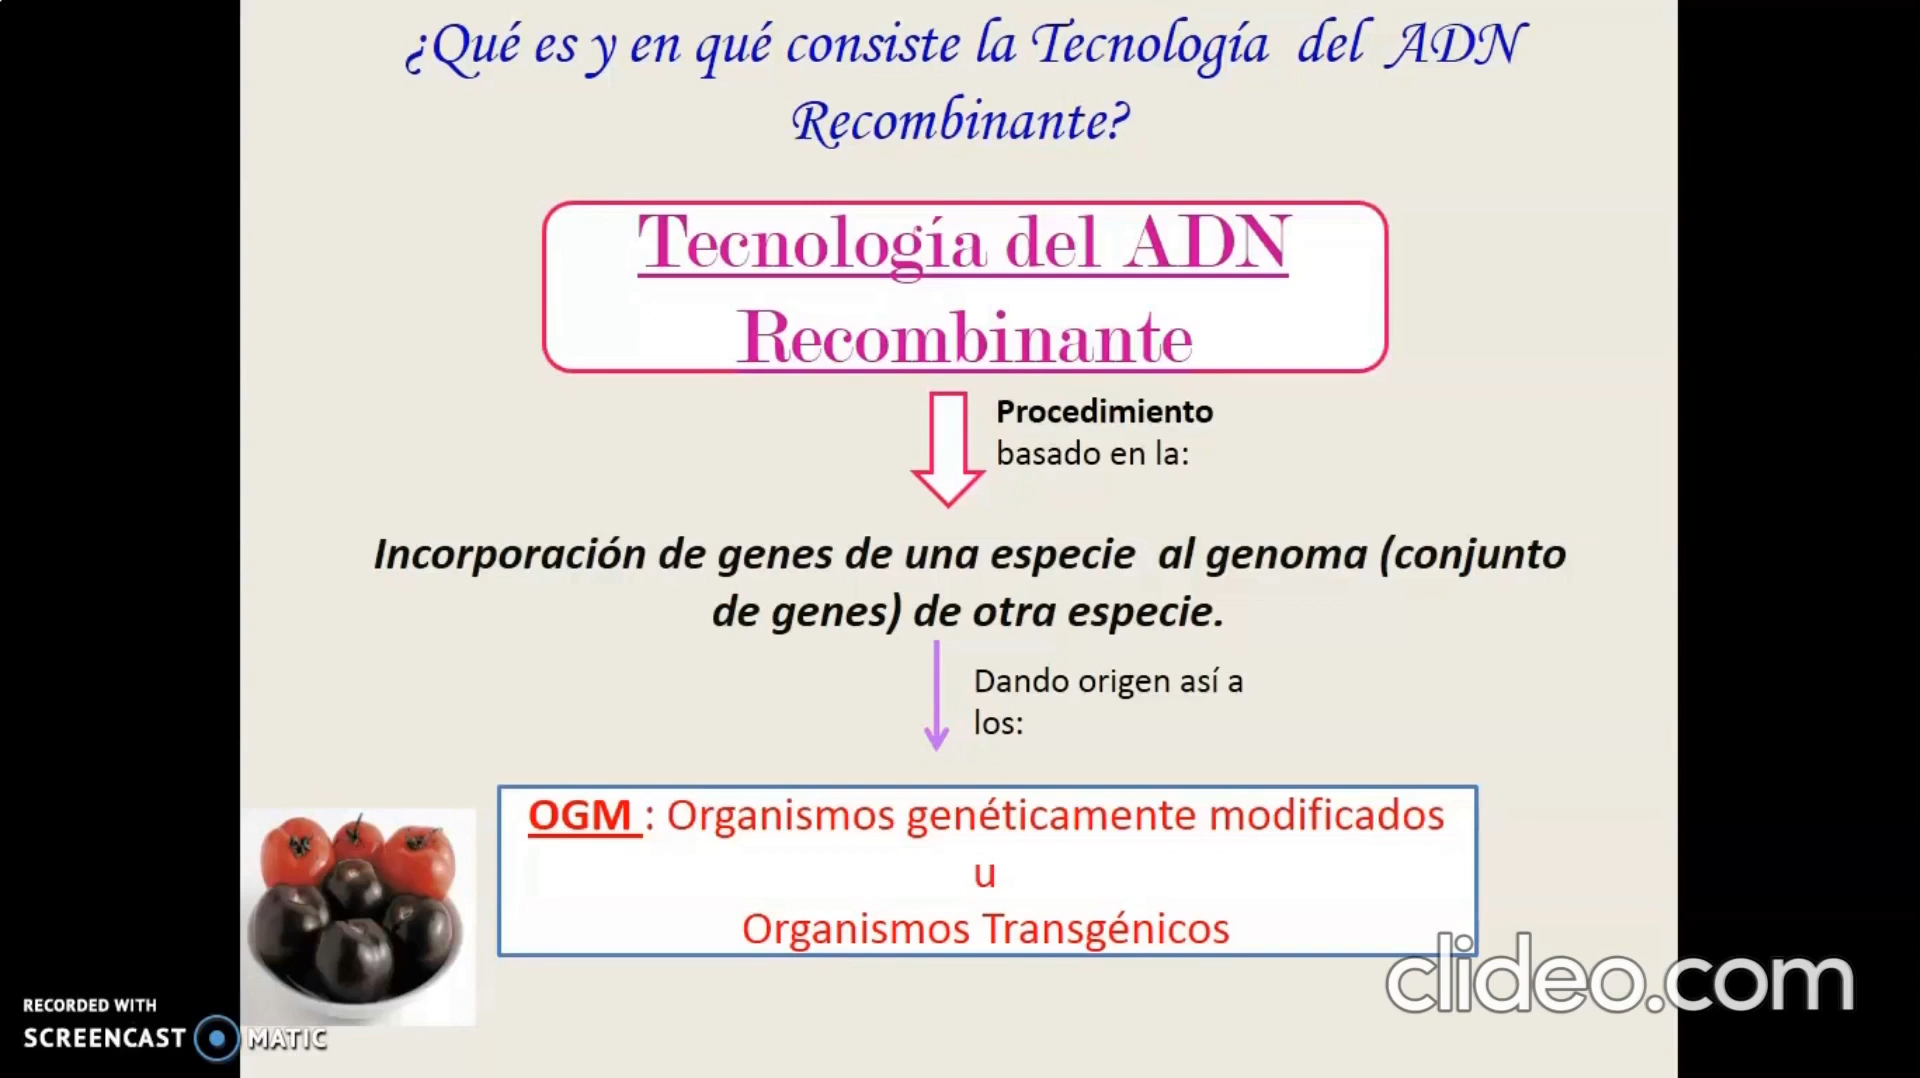 ¿Qué es y en qué consiste la Tecnología del ADN
Recombinante?
Tecnología del ADN
Recombinante
Procedimiento
basado en la:
Incorporación de genes de una especie al genoma (conjunto
de genes) de otra especie.
Dando origen así a
los:
OGM : Organismos genéticamente modificados
u
Organismos Transgénicos
clideo.com
RECORDED WITH
SCREENCAST MATIC